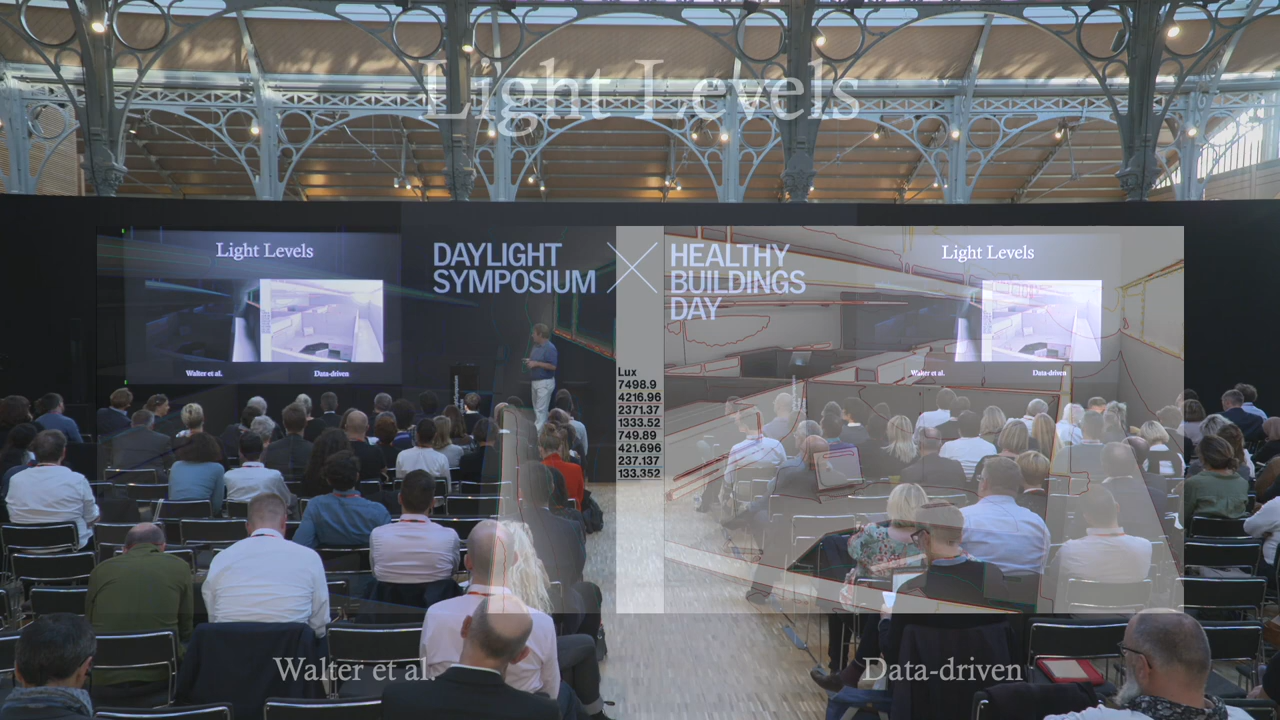 Light Levels
Light Levels
DAYLIGHT
SYMPOSIUM
HEALTHY
BUILDINGS
DAY
Light Levels
Walter et al.
Data-driven
Lux
7498.9
4216.96
2371.37
1333.52
749.89
421.696
237.137
133.352
Walter et al.
Data-driven
Walter et al.
Data-driven